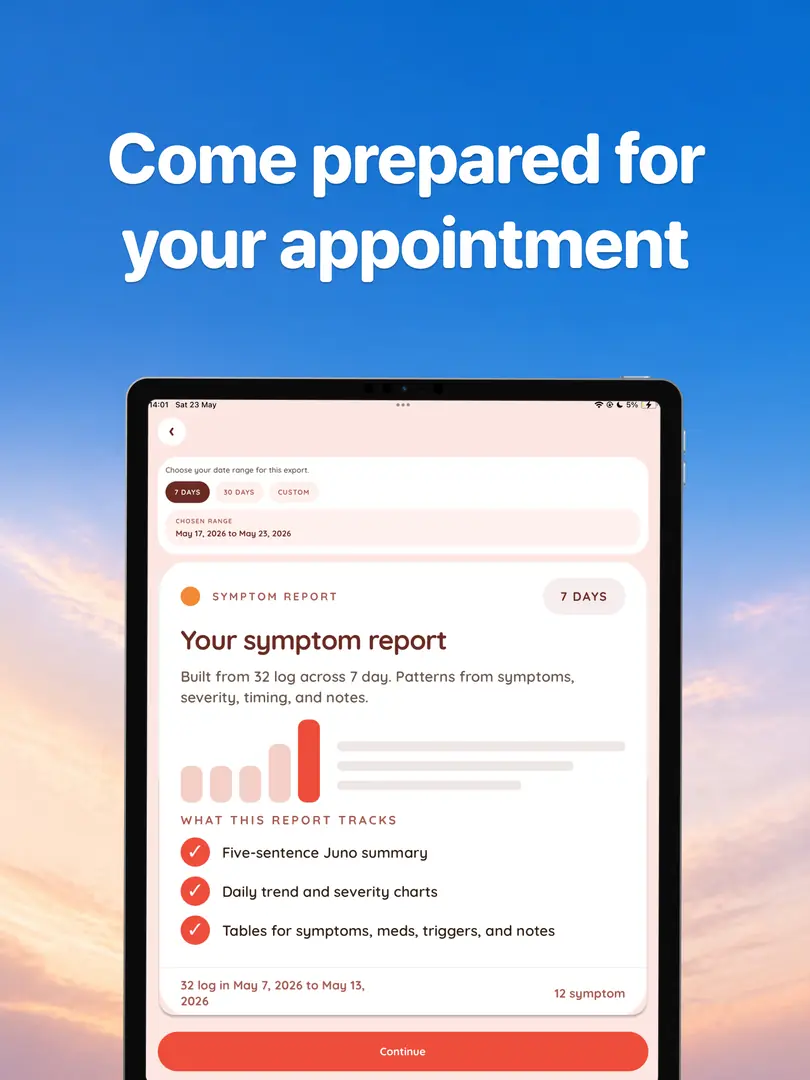 Come prepared for
your appointment
14:01 Sat 23 May
5%
Choose your date range for this export.
7 DAYS 30 DAYS CUSTOM
CHOSEN RANGE
May 17, 2026 to May 23, 2026
SYMPTOM REPORT 7 DAYS
Your symptom report
Built from 32 log across 7 day. Patterns from symptoms,
severity, timing, and notes.
WHAT THIS REPORT TRACKS
Five-sentence Juno summary
Daily trend and severity charts
Tables for symptoms, meds, triggers, and notes
32 log in May 7, 2026 to May 13,
2026
12 symptom
Continue